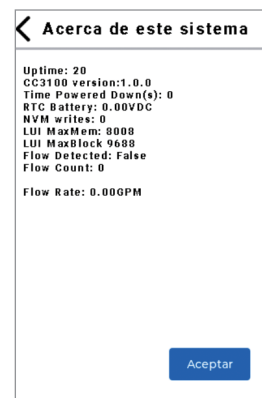 Acerca de este sistema
Uptime: 20
CC3100 version:1.0.0
Time Powered Down(s): 0
RTC Battery: 0.00VDC
NVM writes: 0
LUI MaxMem: 8008
LUI MaxBlock 9688
Flow Detected: False
Flow Count: 0
Flow Rate: 0.00GPM
Aceptar